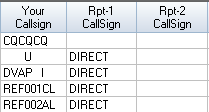 Your Callsign Rpt-1 CallSign Rpt-2 CallSign
CQCQCQ
U DIRECT
DVAP I DIRECT
REF001CL DIRECT
REF002AL DIRECT